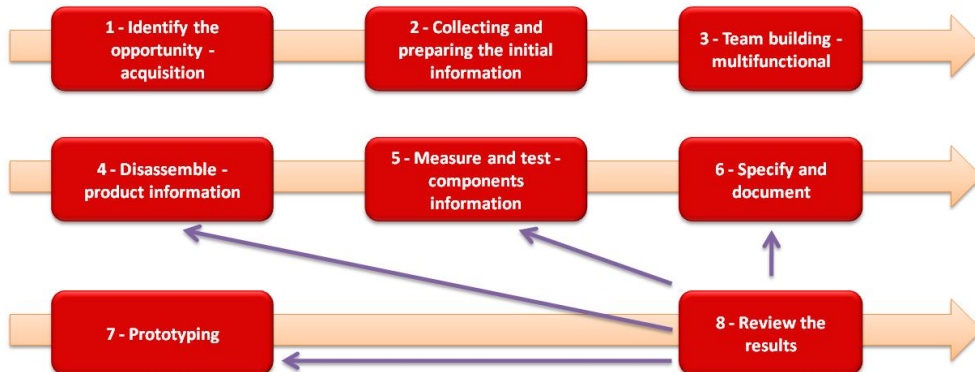 1 - Identify the
opportunity -
acquisition
2 - Collecting and
preparing the initial
information
3 - Team building -
multifunctional
4 - Disassemble -
product information
5 - Measure and test -
components
information
6 - Specify and
document
7 - Prototyping
8 - Review the
results